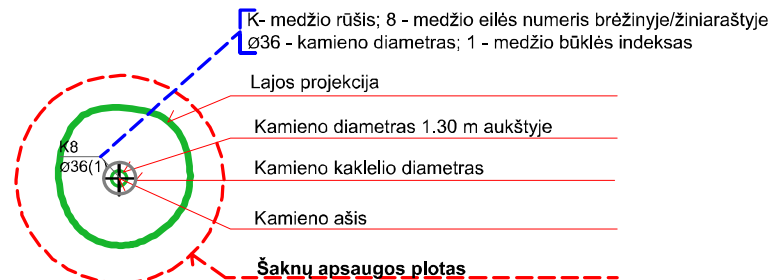 K- medžio rūšis; 8 - medžio eilės numeris brėžinyje/žiniaraštyje
Ø36 - kamieno diametras; 1 - medžio būklės indeksas
Lajos projekcija
Kamieno diametras 1.30 m aukštyje
K8
Ø36(1)
Kamieno kaklelio diametras
Kamieno ašis
Šaknų apsaugos plotas